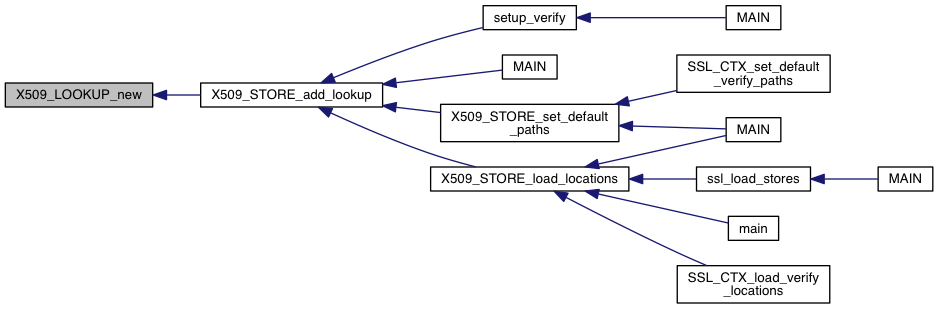 setup_verify
MAIN
MAIN
SSL_CTX_set_default
_verify_paths
X509_LOOKUP_new
X509_STORE_add_lookup
X509_STORE_set_default
_paths
MAIN
X509_STORE_load_locations
ssl_load_stores
MAIN
main
SSL_CTX_load_verify
_locations